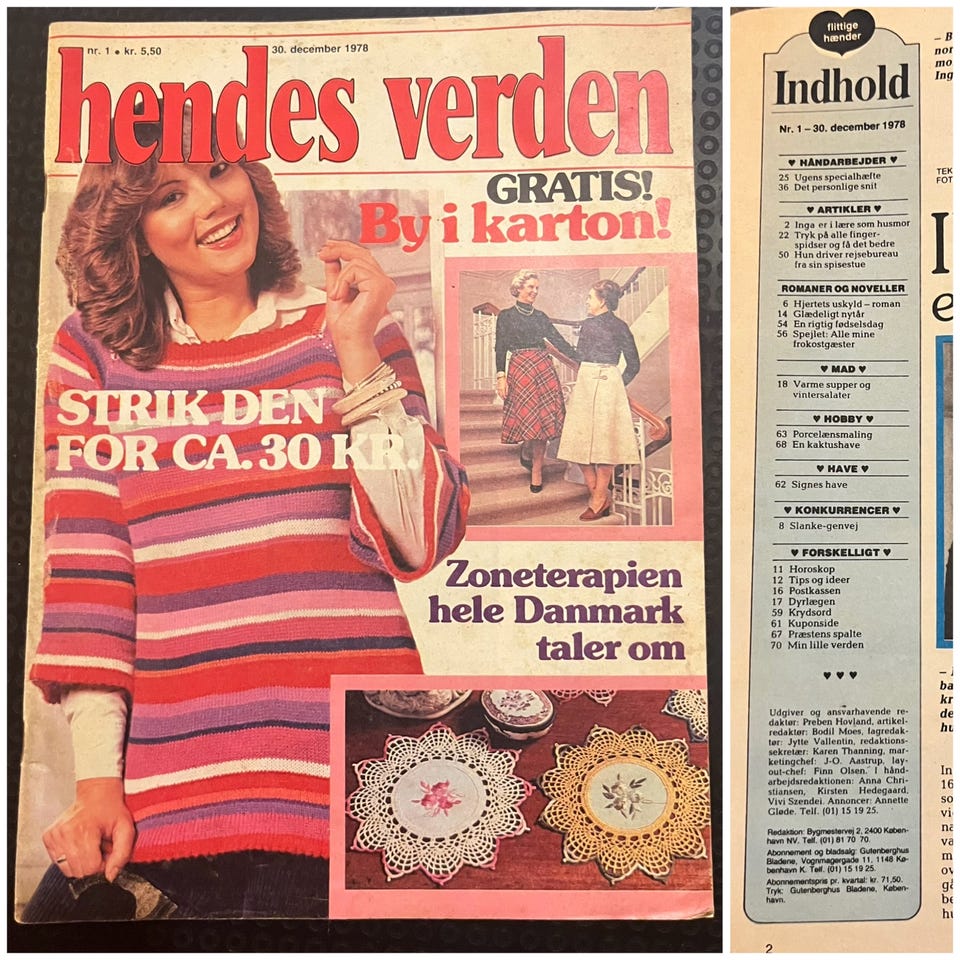 nr. 1 • kr. 5,50
30. december 1978
hendes verden
GRATIS!
By i karton!
STRIK DEN
FOR CA. 30 KR.
Zoneterapien
hele Danmark
taler om
flittige
hænder
Indhold
Nr. 1 – 30. december 1978
♥ HÅNDARBEJDER ♥
25 Ugens specialhæfte
36 Det personlige snit
♥ ARTIKLER ♥
2 Inga er i lære som husmor
22 Tryk på alle finger-
spidser og få det bedre
50 Hun driver rejsebureau
fra sin spisestue
ROMANER OG NOVELLER
6 Hjertets uskyld – roman
14 Glædeligt nytår
54 En rigtig fødselsdag
56 Spejlet: Alle mine
frokostgæster
♥ MAD ♥
18 Varme supper og
vintersalater
♥ HOBBY ♥
63 Porcelænsmaling
68 En kaktushave
♥ HAVE ♥
62 Signes have
♥ KONKURRENCER ♥
8 Slanke-genvej
♥ FORSKELLIGT ♥
11 Horoskop
12 Tips og ideer
16 Postkassen
17 Dyrlægen
59 Krydsord
61 Kuponside
67 Præstens spalte
70 Min lille verden
♥ ♥ ♥
Udgiver og ansvarhavende re-
daktør: Preben Hovland, artikel-
redaktør: Bodil Moes, fagredak-
tør: Jytte Vallentin, redaktions-
sekretær: Karen Thanning, mar-
ketingchef: J-O. Aastrup, lay-
out-chef: Finn Olsen. I hånd-
arbejdsredaktionen: Anna Chri-
stiansen, Kirsten Hedegaard,
Vivi Szendei. Annoncer: Annette
Gløde. Telf. (01) 15 19 25.
Redaktion: Bygmestervej 2, 2400 Køben-
havn NV. Telf. (01) 81 70 70.
Abonnement og bladsalg: Gutenberghus
Bladene, Vognmagergade 11, 1148 Kø-
benhavn K. Telf. (01) 15 19 25.
Abonnementspris pr. kvartal: kr. 71,50.
Tryk: Gutenberghus Bladene, Køben-
havn.
2